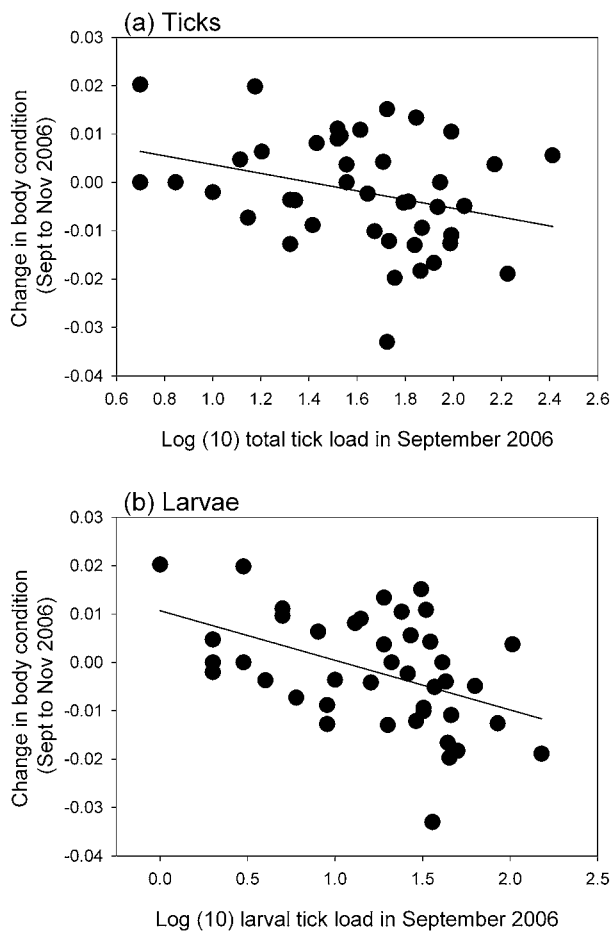 (a) Ticks
0.03
0.02
0.01
0.00
-0.01
-0.02
-0.03
-0.04
Change in body condition
(Sept to Nov 2006)
0.6 0.8 1.0 1.2 1.4 1.6 1.8 2.0 2.2 2.4 2.6
Log (10) total tick load in September 2006
(b) Larvae
0.03
0.02
0.01
0.00
-0.01
-0.02
-0.03
-0.04
Change in body condition
(Sept to Nov 2006)
0.0 0.5 1.0 1.5 2.0 2.5
Log (10) larval tick load in September 2006